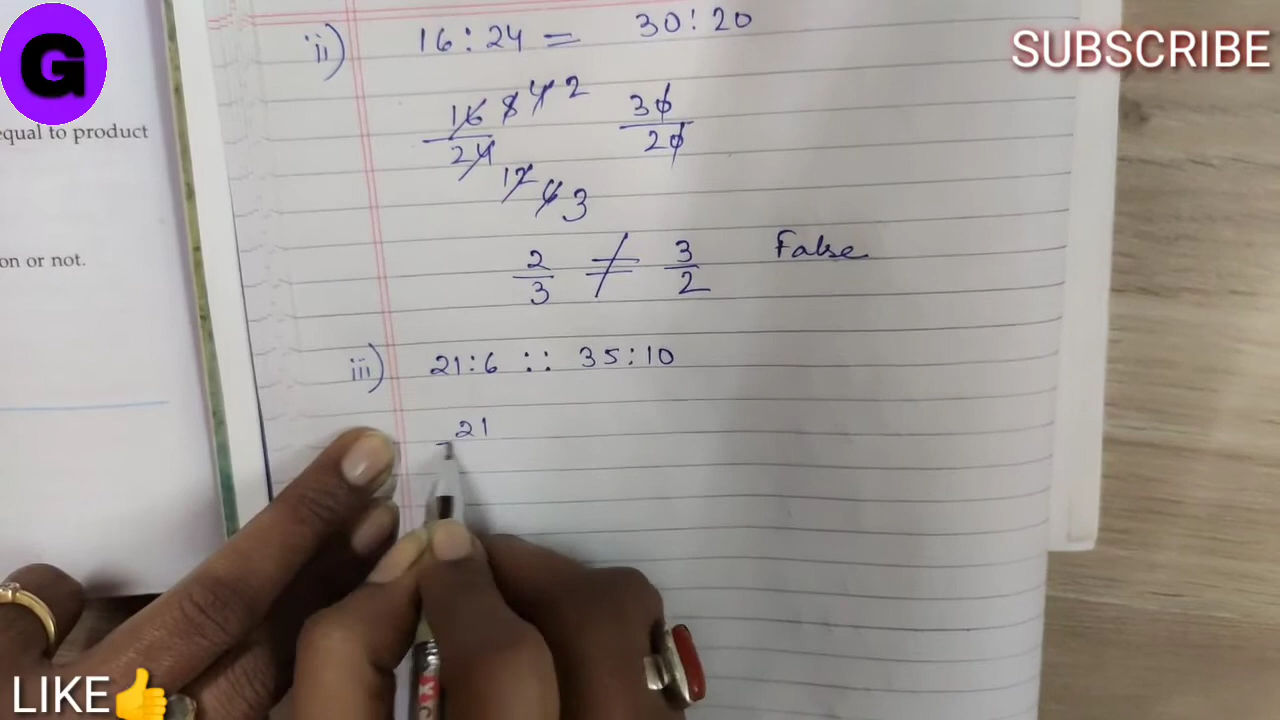 G
SUBSCRIBE
equal to product
on or not.
ii) 16 : 24 = 30 : 20
16 8 4 2 30
24 12 6 3 20
2/3 ≠ 3/2 False
iii) 21 : 6 :: 35 : 10
21
LIKE👍